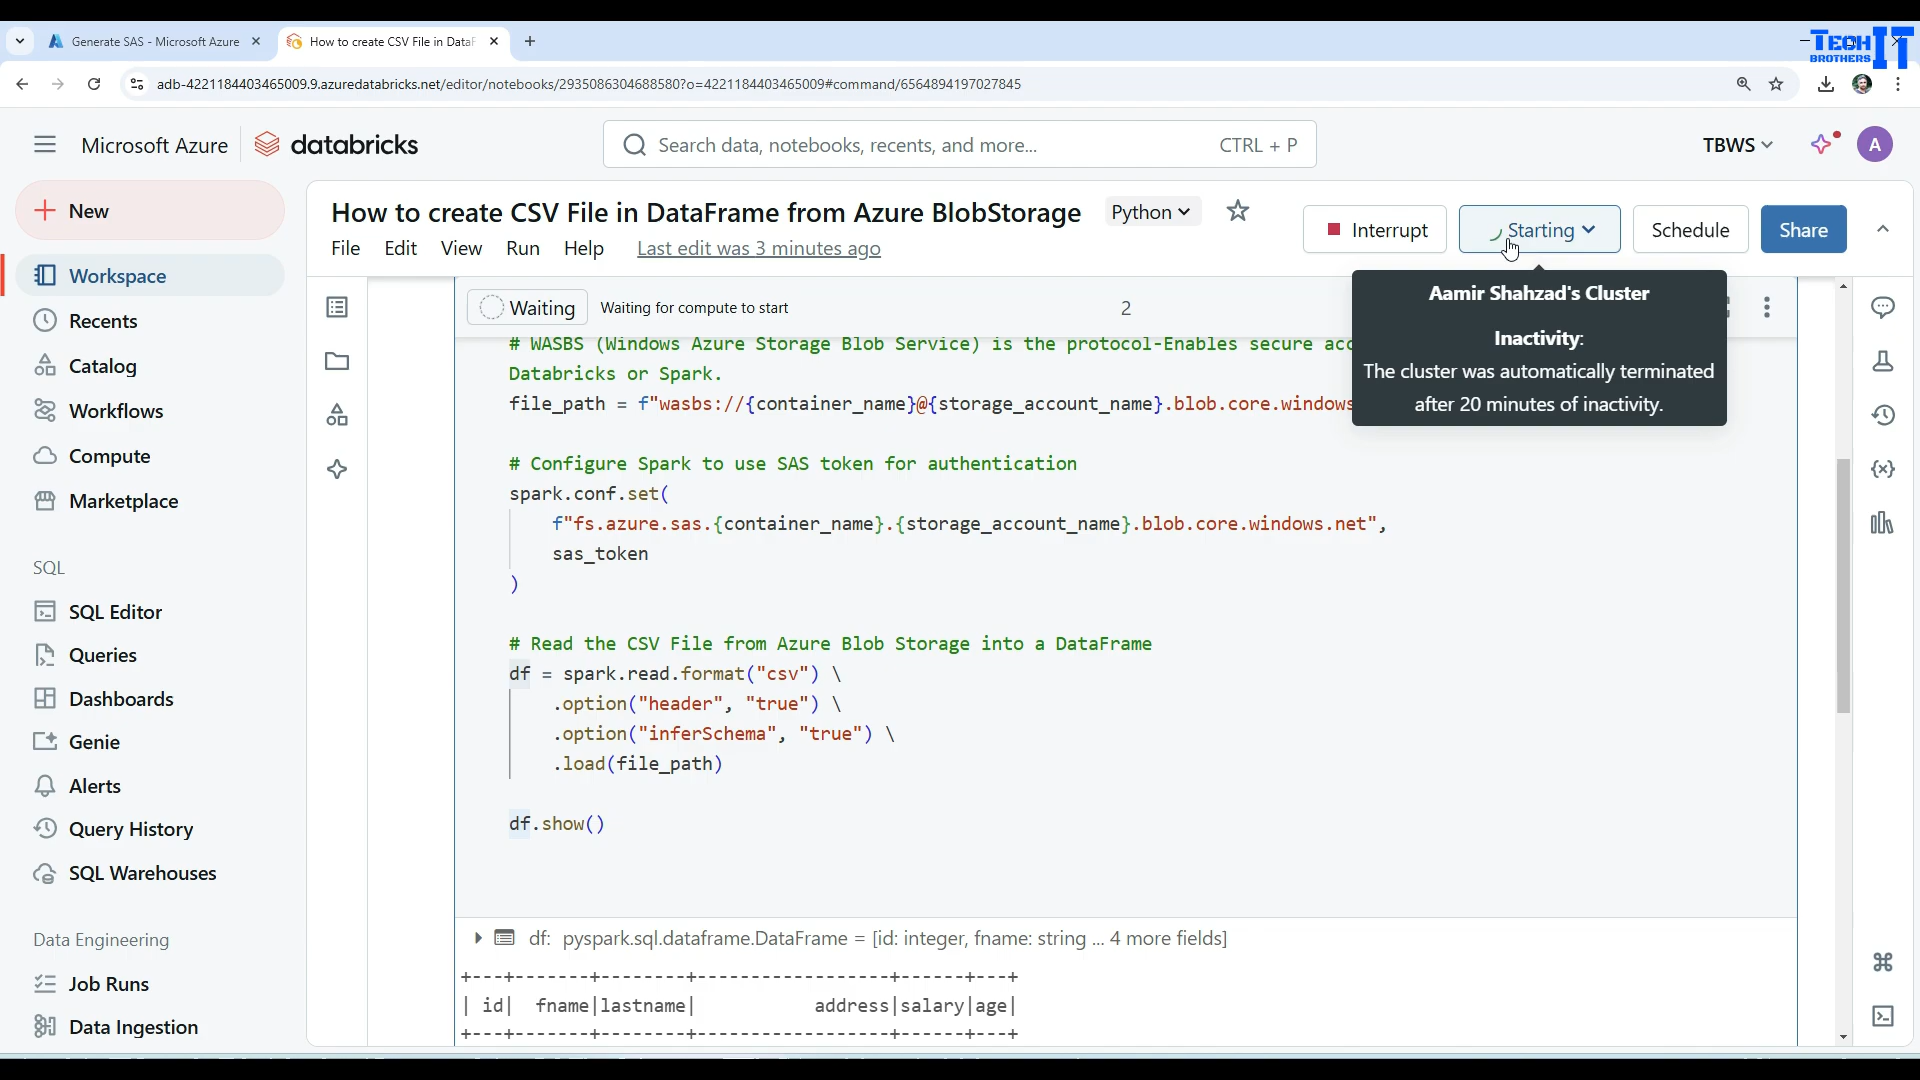 Generate SAS - Microsoft Azure
How to create CSV File in DataF
TECH
BROTHERS
IT
adb-4221184403465009.9.azuredatabricks.net/editor/notebooks/2935086304688580?o=4221184403465009#command/6564894197027845
Microsoft Azure
databricks
Search data, notebooks, recents, and more...
CTRL + P
TBWS
A
New
Workspace
Recents
Catalog
Workflows
Compute
Marketplace
SQL
SQL Editor
Queries
Dashboards
Genie
Alerts
Query History
SQL Warehouses
Data Engineering
Job Runs
Data Ingestion
How to create CSV File in DataFrame from Azure BlobStorage
Python
Interrupt
Starting
Schedule
Share
File Edit View Run Help Last edit was 3 minutes ago
Waiting
Waiting for compute to start
2
Aamir Shahzad's Cluster
Inactivity:
The cluster was automatically terminated
after 20 minutes of inactivity.
# WASBS (Windows Azure Storage Blob Service) is the protocol-Enables secure acc
Databricks or Spark.
file_path = f"wasbs://{container_name}@{storage_account_name}.blob.core.windows
# Configure Spark to use SAS token for authentication
spark.conf.set(
f"fs.azure.sas.{container_name}.{storage_account_name}.blob.core.windows.net",
sas_token
)
# Read the CSV File from Azure Blob Storage into a DataFrame
df = spark.read.format("csv") \
.option("header", "true") \
.option("inferSchema", "true") \
.load(file_path)
df.show()
df: pyspark.sql.dataframe.DataFrame = [id: integer, fname: string ... 4 more fields]
+---+-------+--------+-----------------+------+---+
| id| fname|lastname| address|salary|age|
+---+-------+--------+-----------------+------+---+